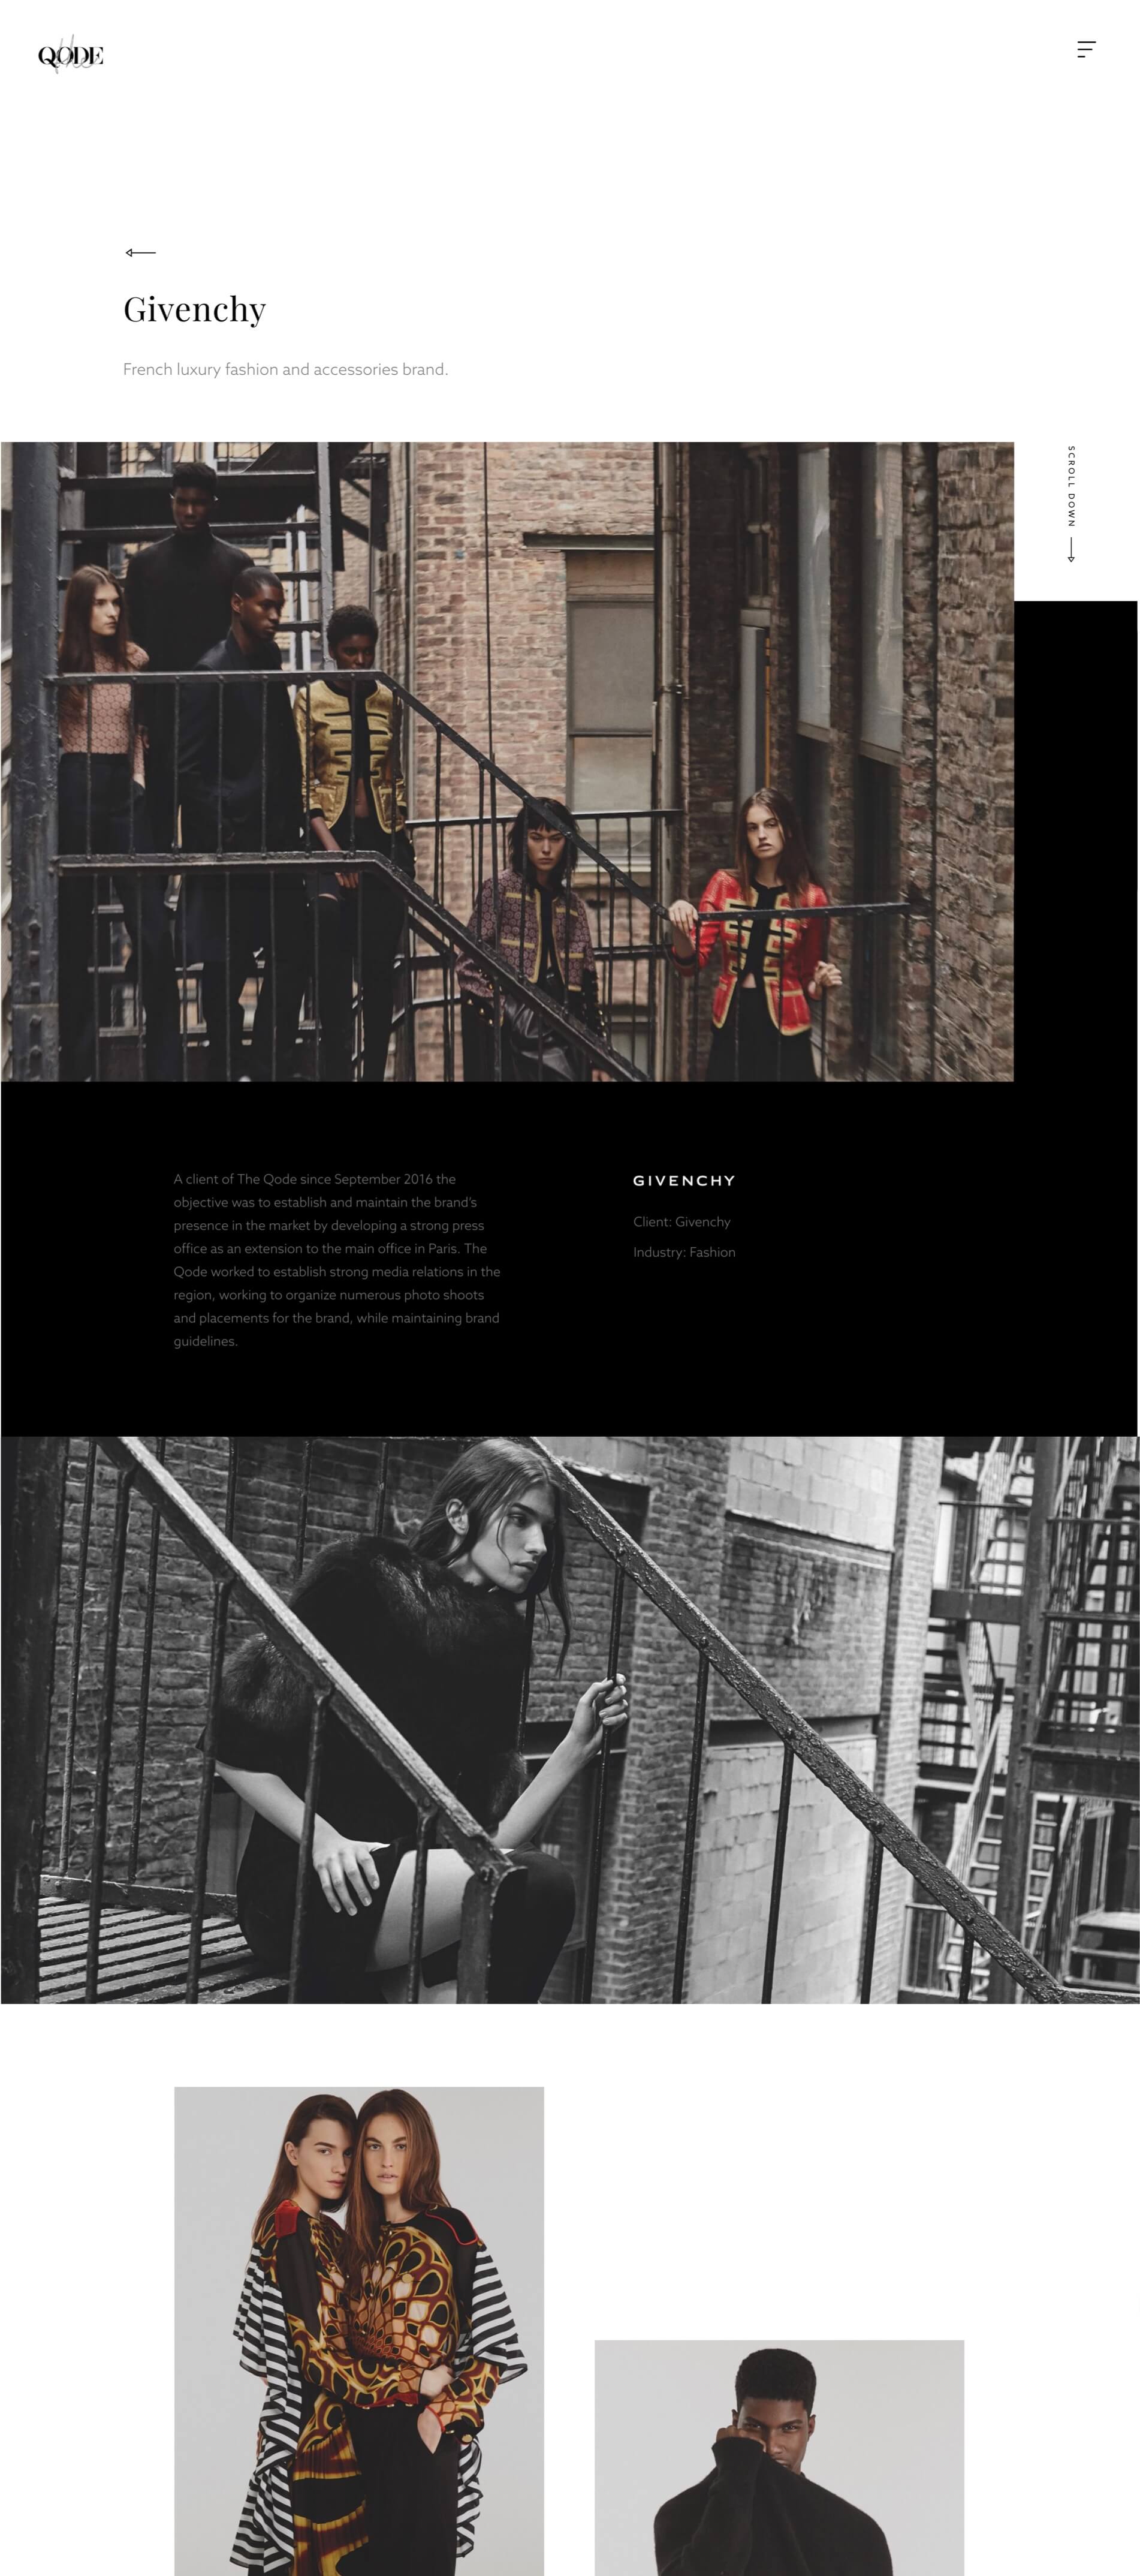 the QODE
Givenchy
French luxury fashion and accessories brand.
SCROLL DOWN
A client of The Qode since September 2016 the
objective was to establish and maintain the brand's
presence in the market by developing a strong press
office as an extension to the main office in Paris. The
Qode worked to establish strong media relations in the
region, working to organize numerous photo shoots
and placements for the brand, while maintaining brand
guidelines.
GIVENCHY
Client: Givenchy
Industry: Fashion